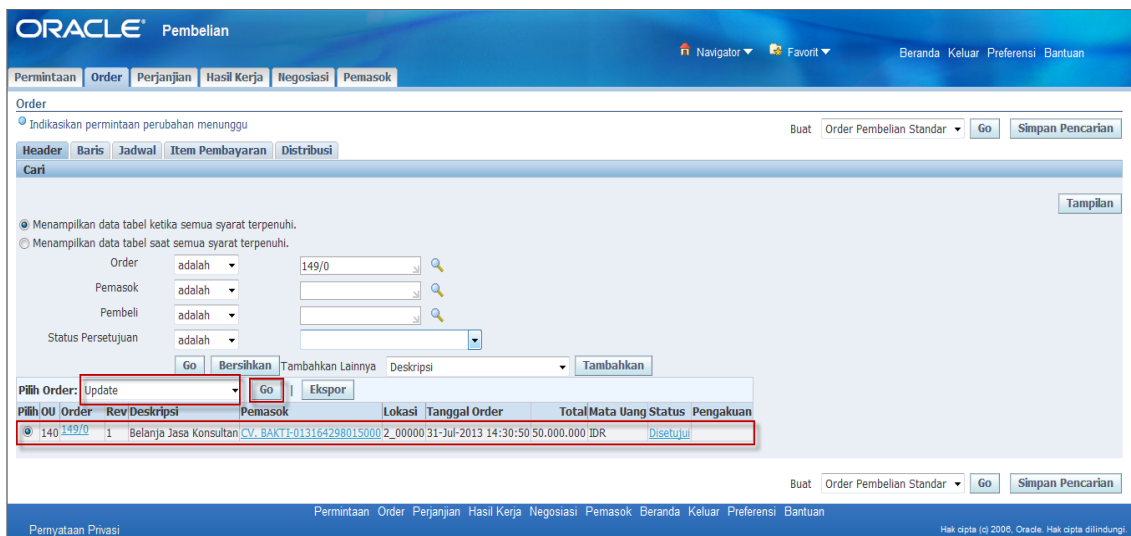 ORACLE Pembelian
Navigator Favorit Beranda Keluar Preferensi Bantuan
Permintaan Order Perjanjian Hasil Kerja Negosiasi Pemasok
Order
Indikasikan permintaan perubahan menunggu
Buat Order Pembelian Standar Go Simpan Pencarian
Header Baris Jadwal Item Pembayaran Distribusi
Cari
Tampilan
Menampilkan data tabel ketika semua syarat terpenuhi.
Menampilkan data tabel saat semua syarat terpenuhi.
Order adalah 149/0
Pemasok adalah
Pembeli adalah
Status Persetujuan adalah
Go Bersihkan Tambahkan Lainnya Deskripsi Tambahkan
Pilih Order: Update Go | Ekspor
Pilih OU Order Rev Deskripsi Pemasok Lokasi Tanggal Order Total Mata Uang Status Pengakuan
140 149/0 1 Belanja Jasa Konsultan CV. BAKTI-013164298015000 2_00000 31-Jul-2013 14:30:50 50.000.000 IDR Disetujui
Buat Order Pembelian Standar Go Simpan Pencarian
Permintaan Order Perjanjian Hasil Kerja Negosiasi Pemasok Beranda Keluar Preferensi Bantuan
Pernyataan Privasi Hak cipta (c) 2006, Oracle. Hak cipta dilindungi.